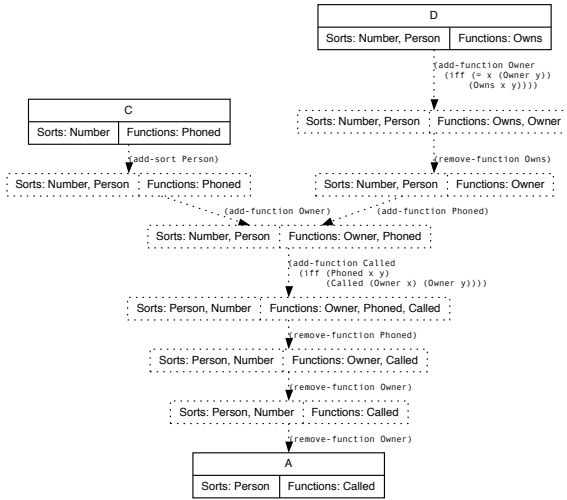 D
Sorts: Number, Person Functions: Owns
(add-function Owner
(iff (= x (Owner y))
(Owns x y))))
C
Sorts: Number Functions: Phoned
Sorts: Number, Person Functions: Owns, Owner
(add-sort Person)
(remove-function Owns)
Sorts: Number, Person Functions: Phoned
Sorts: Number, Person Functions: Owner
(add-function Owner)
(add-function Phoned)
Sorts: Number, Person Functions: Owner, Phoned
(add-function Called
(iff (Phoned x y)
(Called (Owner x) (Owner y))))
Sorts: Person, Number Functions: Owner, Phoned, Called
(remove-function Phoned)
Sorts: Person, Number Functions: Owner, Called
(remove-function Owner)
Sorts: Person, Number Functions: Called
(remove-function Owner)
A
Sorts: Person Functions: Called